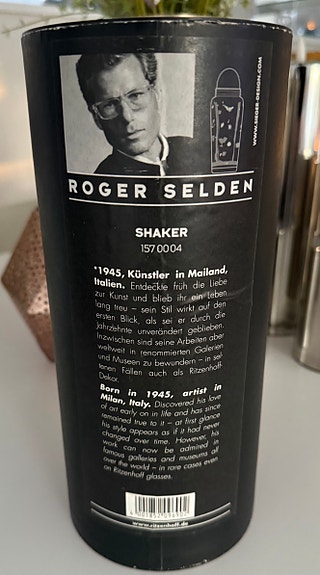 www.sieger-design.com
ROGER SELDEN
SHAKER
1570004
*1945, Künstler in Mailand,
Italien. Entdeckte früh die Liebe
zur Kunst und blieb ihr ein Leben
lang treu – sein Stil wirkt auf den
ersten Blick, als sei er durch die
Jahrzehnte unverändert geblieben.
Inzwischen sind seine Arbeiten aber
weltweit in renommierten Galerien
und Museen zu bewundern – in sel-
tenen Fällen auch als Ritzenhoff-
Dekor.
Born in 1945, artist in
Milan, Italy. Discovered his love
of art early on in life and has since
remained true to it – at first glance
his style appears as if it had never
changed over time. However, his
work can now be admired in
famous galleries and museums all
over the world – in rare cases even
on Ritzenhoff glasses.
www.ritzenhoff.de